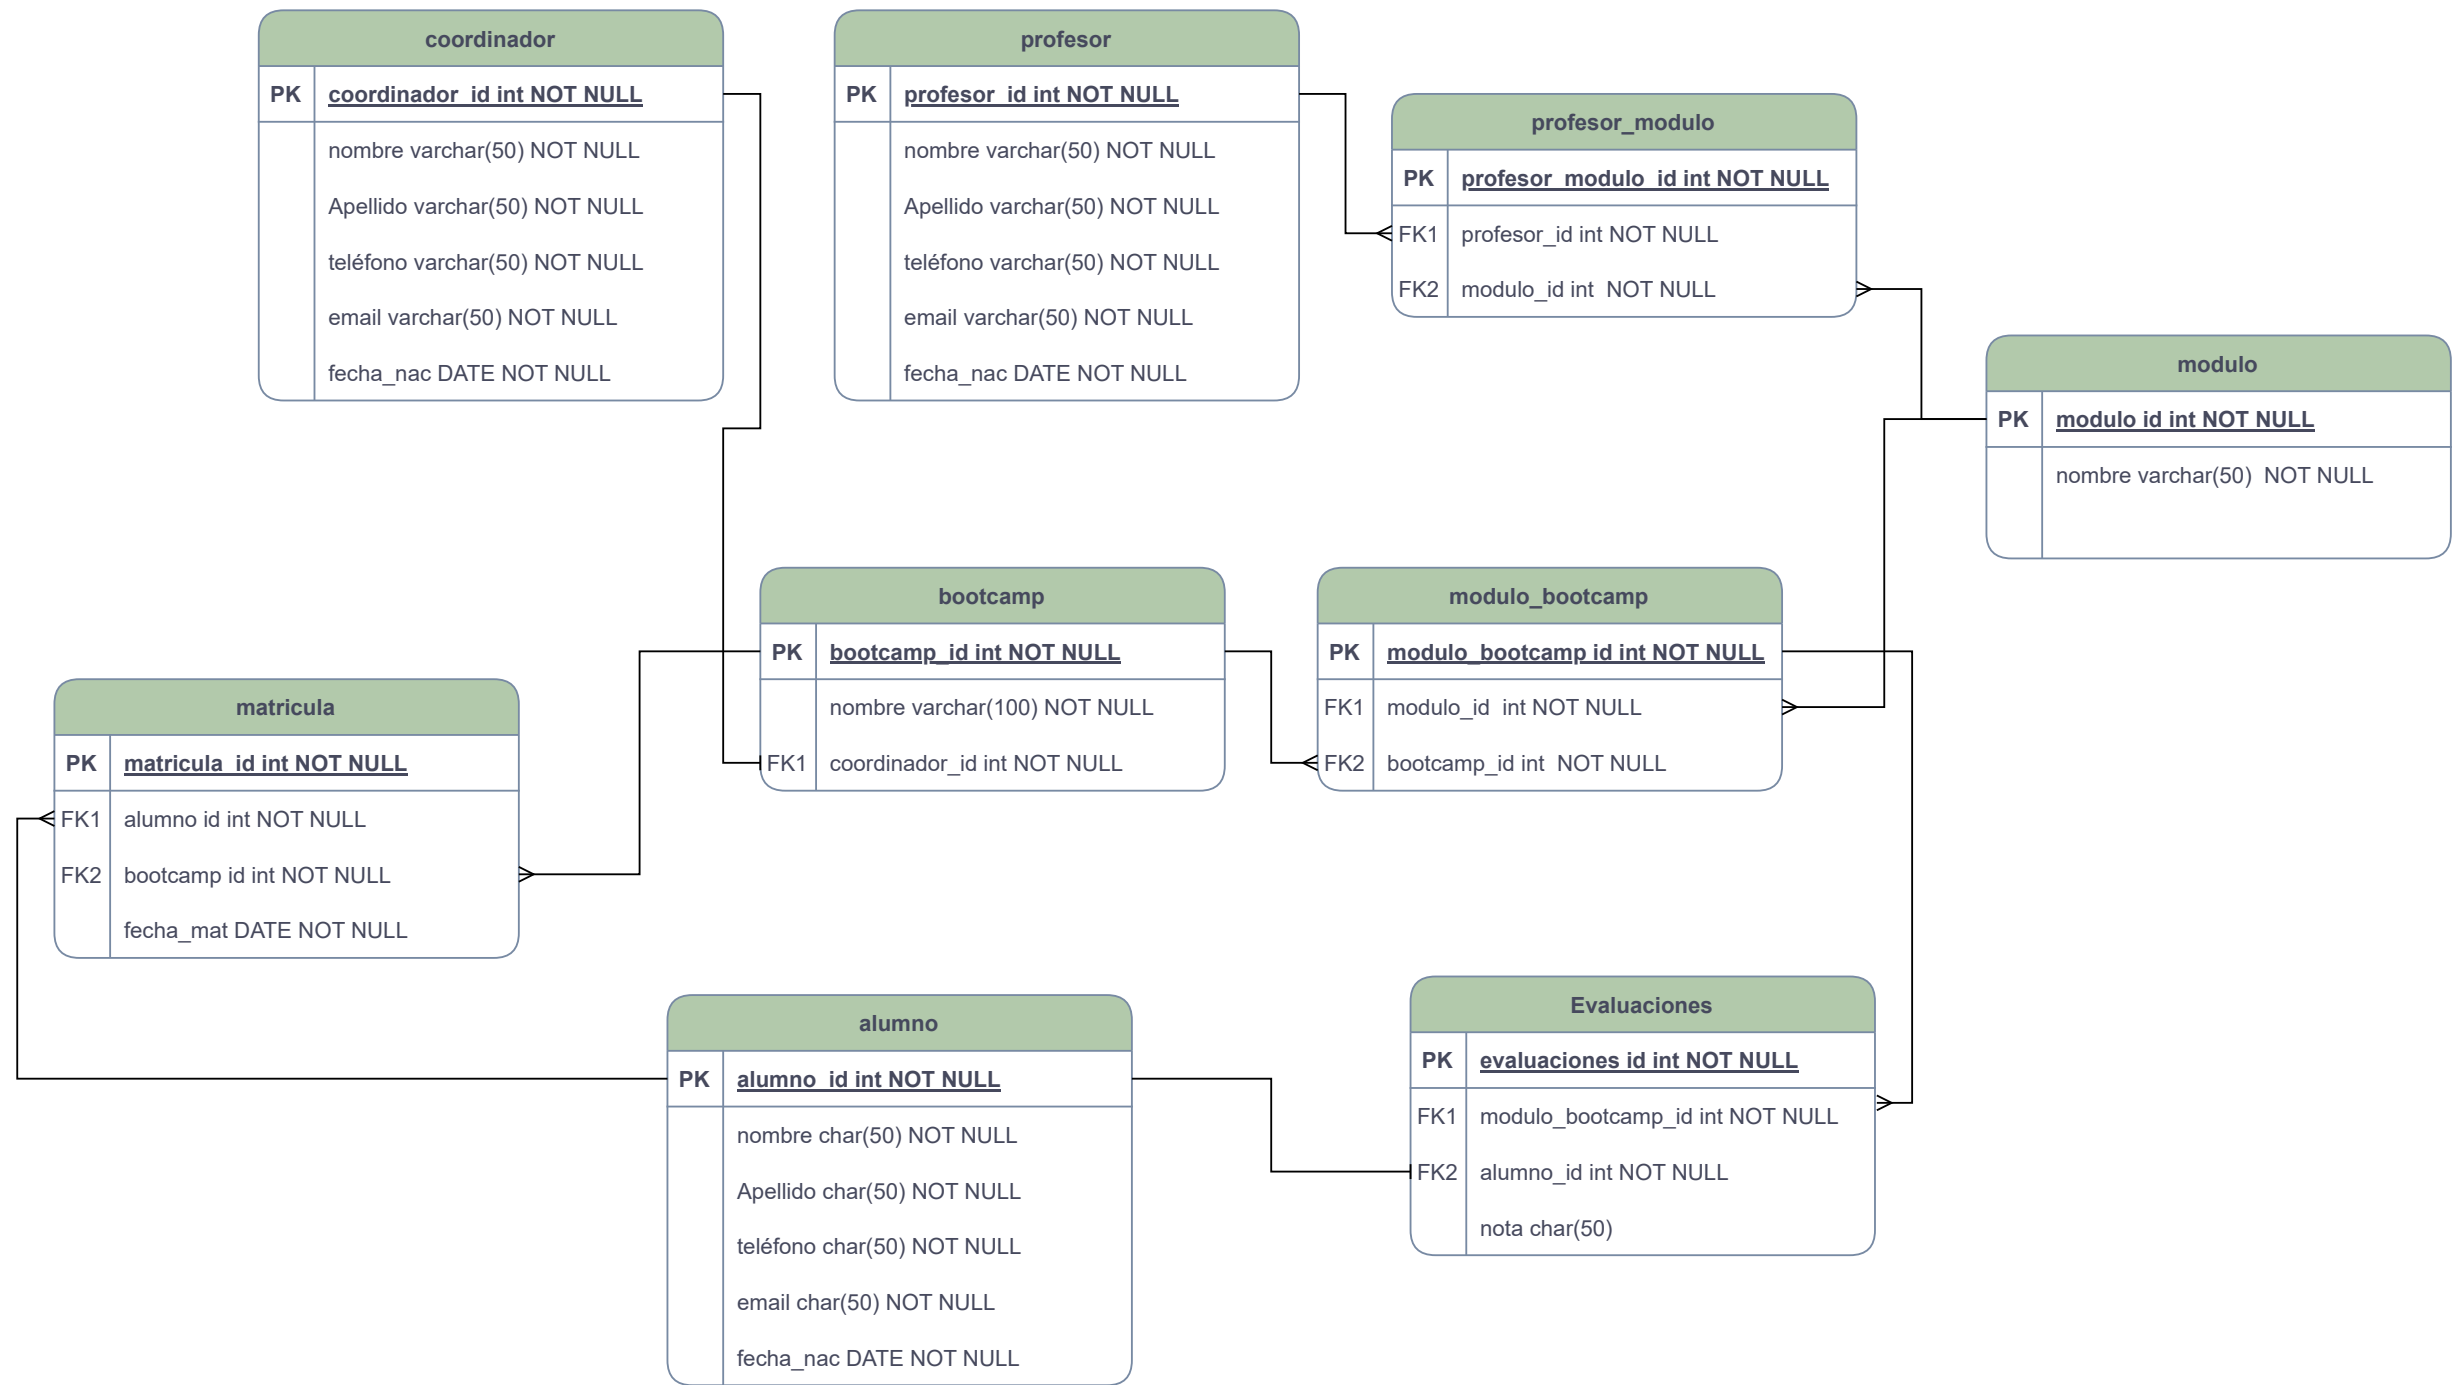 coordinador
PK coordinador_id int NOT NULL
nombre varchar(50) NOT NULL
Apellido varchar(50) NOT NULL
teléfono varchar(50) NOT NULL
email varchar(50) NOT NULL
fecha_nac DATE NOT NULL
profesor
PK profesor_id int NOT NULL
nombre varchar(50) NOT NULL
Apellido varchar(50) NOT NULL
teléfono varchar(50) NOT NULL
email varchar(50) NOT NULL
fecha_nac DATE NOT NULL
profesor_modulo
PK profesor_modulo_id int NOT NULL
FK1 profesor_id int NOT NULL
FK2 modulo_id int NOT NULL
modulo
PK modulo id int NOT NULL
nombre varchar(50) NOT NULL
bootcamp
PK bootcamp_id int NOT NULL
nombre varchar(100) NOT NULL
FK1 coordinador_id int NOT NULL
modulo_bootcamp
PK modulo_bootcamp id int NOT NULL
FK1 modulo_id int NOT NULL
FK2 bootcamp_id int NOT NULL
matricula
PK matricula_id int NOT NULL
FK1 alumno id int NOT NULL
FK2 bootcamp id int NOT NULL
fecha_mat DATE NOT NULL
alumno
PK alumno_id int NOT NULL
nombre char(50) NOT NULL
Apellido char(50) NOT NULL
teléfono char(50) NOT NULL
email char(50) NOT NULL
fecha_nac DATE NOT NULL
Evaluaciones
PK evaluaciones id int NOT NULL
FK1 modulo_bootcamp_id int NOT NULL
FK2 alumno_id int NOT NULL
nota char(50)